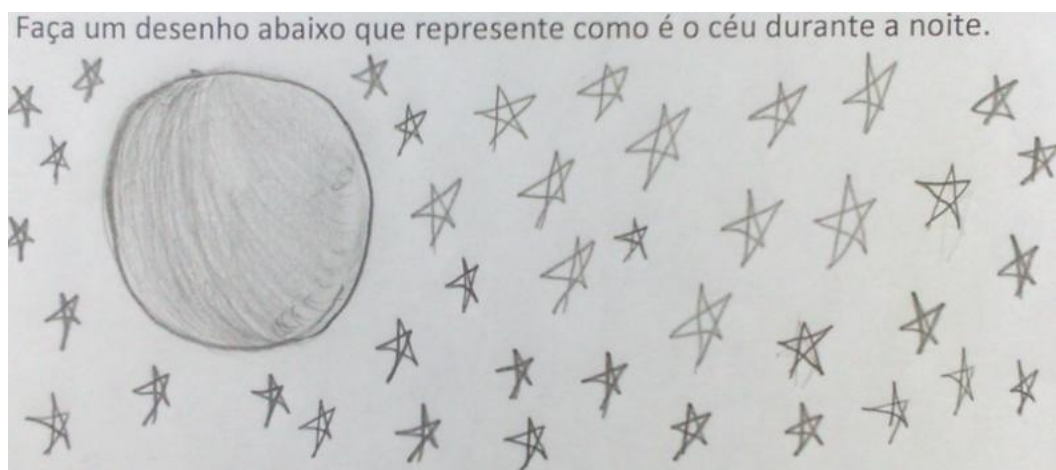 Faça um desenho abaixo que represente como é o céu durante a noite.